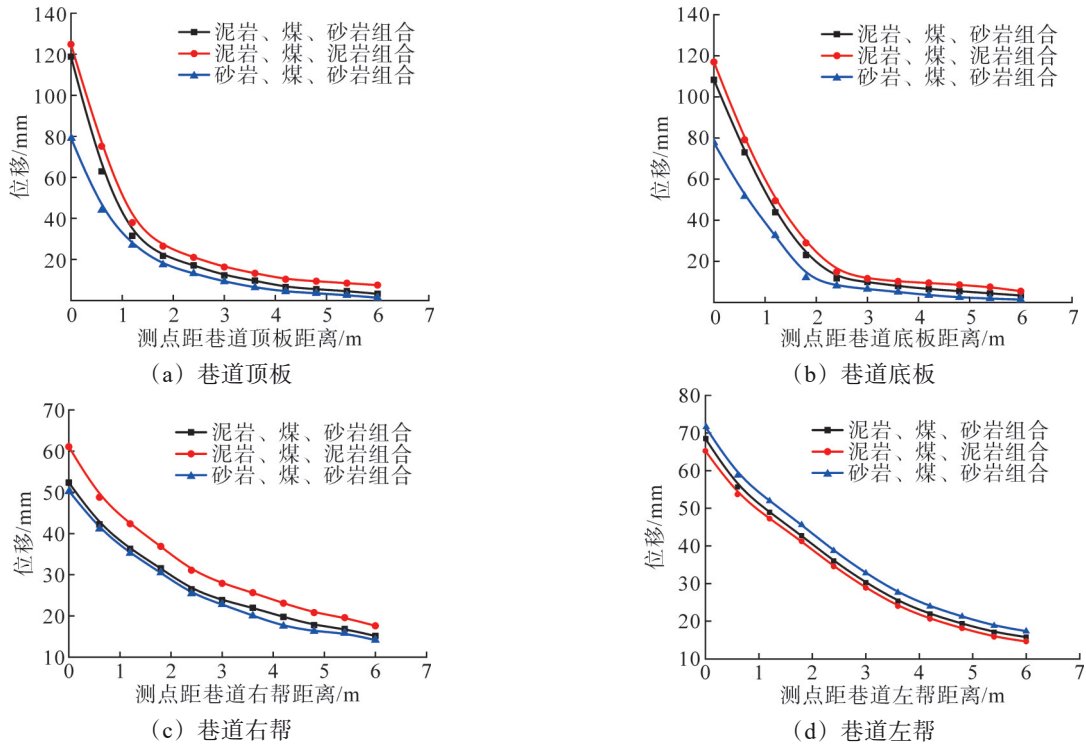 140
120
100
80
60
40
20
位移/mm
泥岩、煤、砂岩组合
泥岩、煤、泥岩组合
砂岩、煤、砂岩组合
0 1 2 3 4 5 6 7
测点距巷道顶板距离/m
（a）巷道顶板
140
120
100
80
60
40
20
位移/mm
泥岩、煤、砂岩组合
泥岩、煤、泥岩组合
砂岩、煤、砂岩组合
0 1 2 3 4 5 6 7
测点距巷道底板距离/m
（b）巷道底板
70
60
50
40
30
20
10
位移/mm
泥岩、煤、砂岩组合
泥岩、煤、泥岩组合
砂岩、煤、砂岩组合
0 1 2 3 4 5 6 7
测点距巷道右帮距离/m
（c）巷道右帮
80
70
60
50
40
30
20
10
位移/mm
泥岩、煤、砂岩组合
泥岩、煤、泥岩组合
砂岩、煤、砂岩组合
0 1 2 3 4 5 6 7
测点距巷道左帮距离/m
（d）巷道左帮